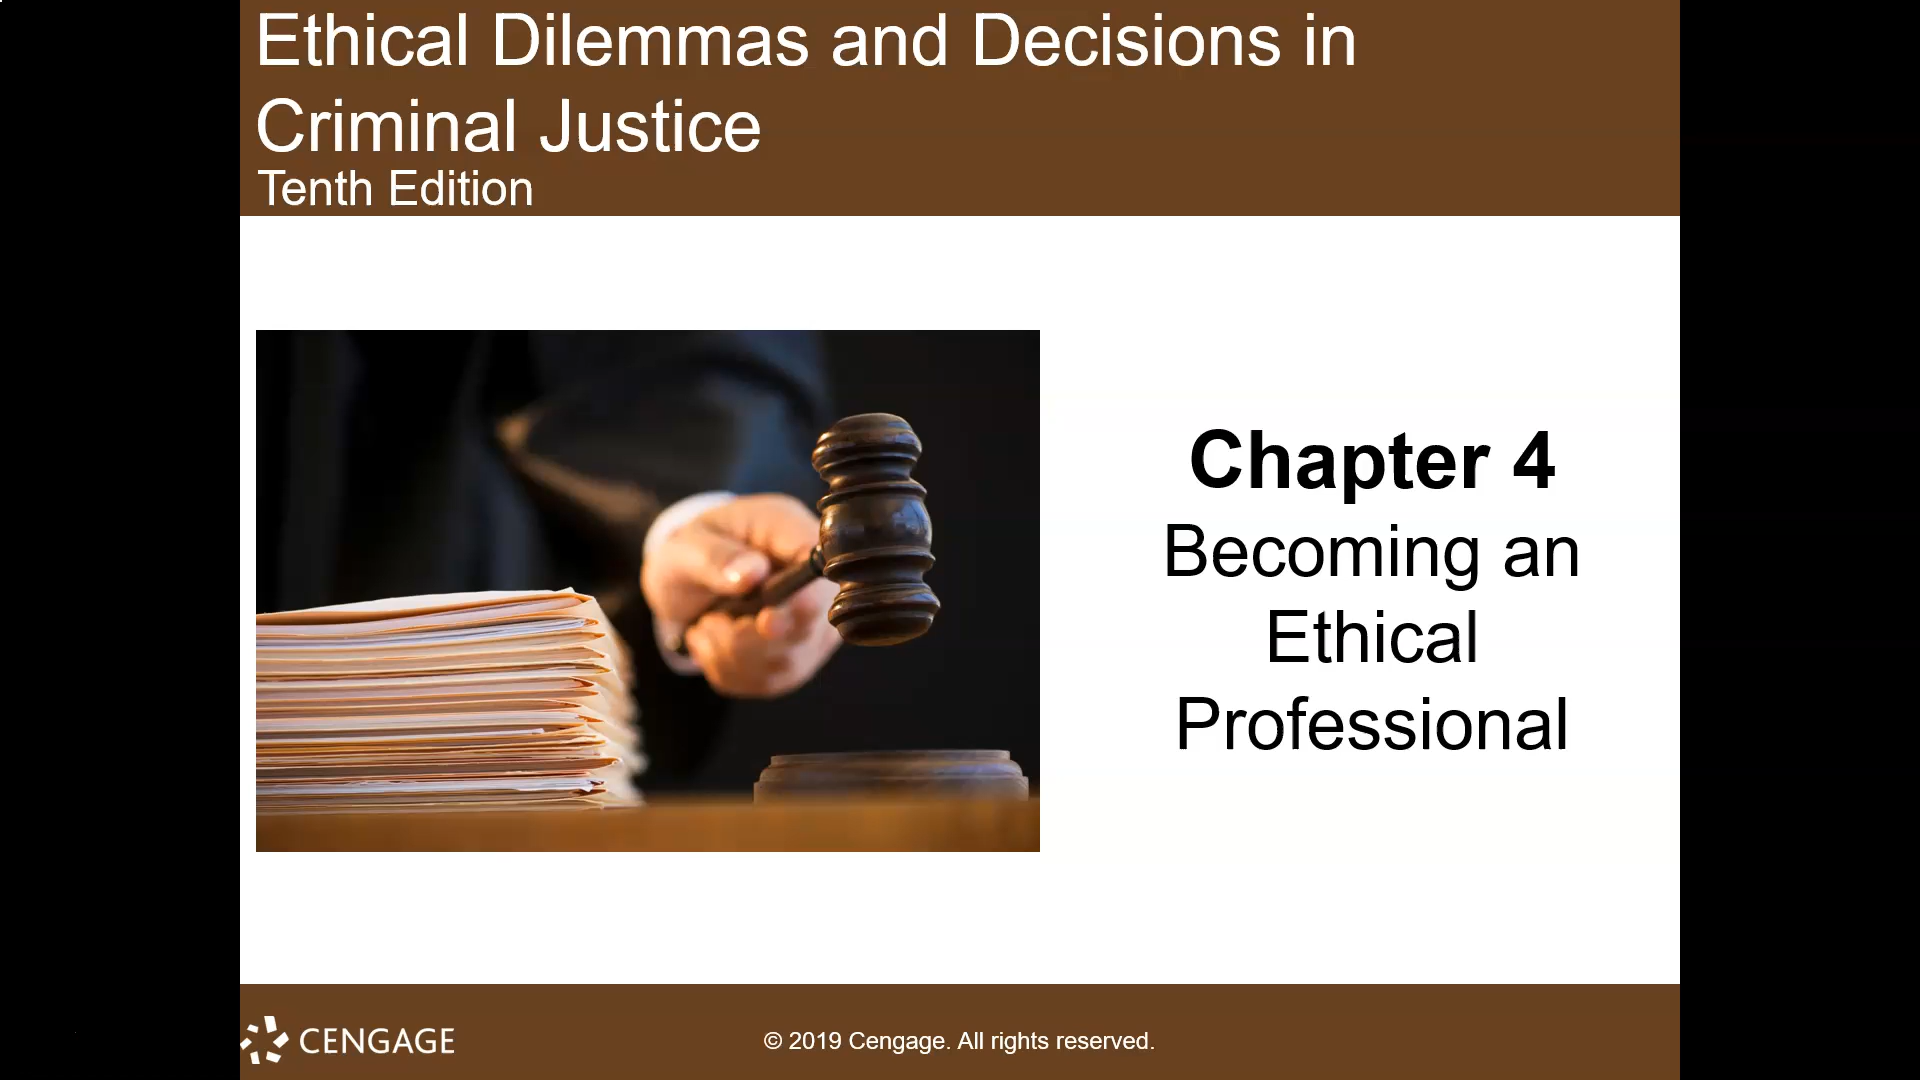 Ethical Dilemmas and Decisions in
Criminal Justice
Tenth Edition
Chapter 4
Becoming an
Ethical
Professional
CENGAGE
© 2019 Cengage. All rights reserved.